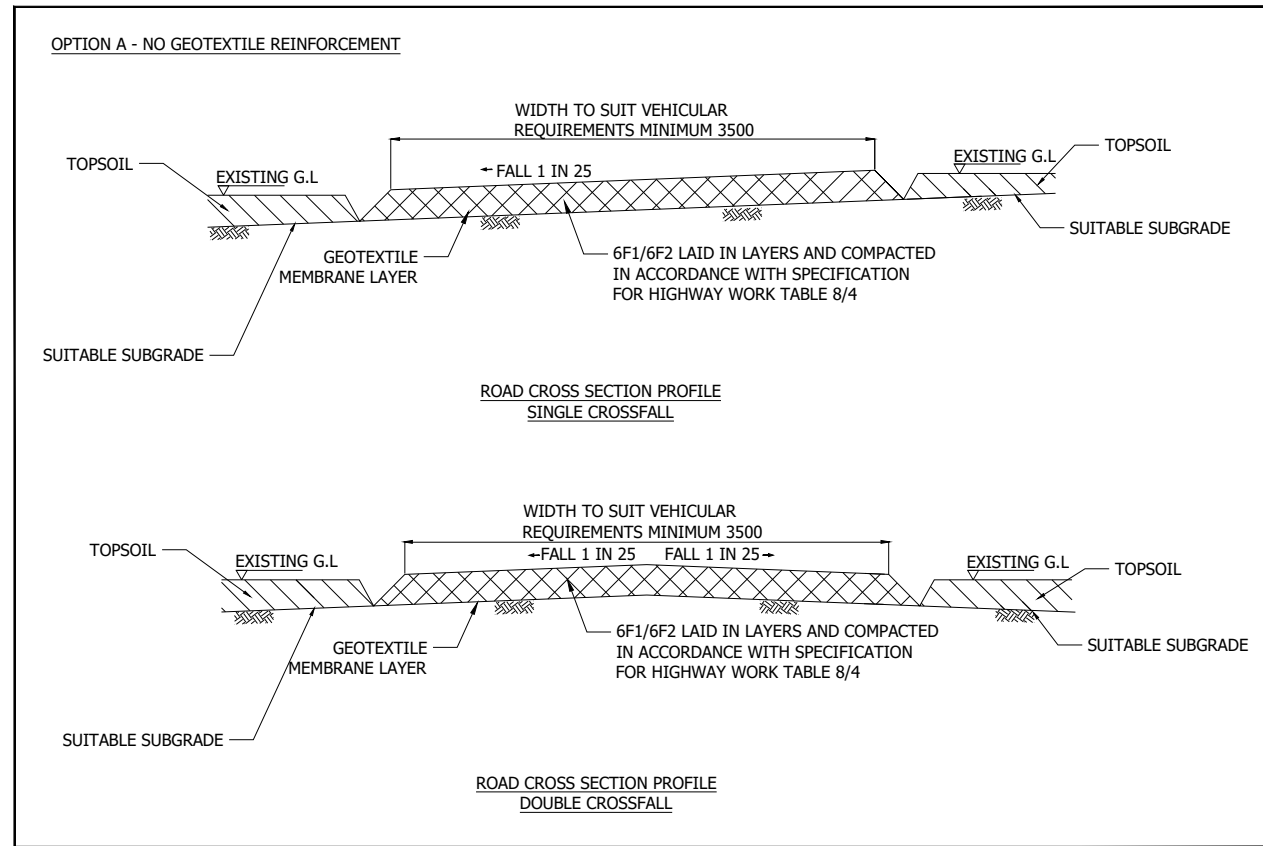 OPTION A - NO GEOTEXTILE REINFORCEMENT
WIDTH TO SUIT VEHICULAR
REQUIREMENTS MINIMUM 3500
TOPSOIL
EXISTING G.L
FALL 1 IN 25
EXISTING G.L
TOPSOIL
SUITABLE SUBGRADE
GEOTEXTILE
MEMBRANE LAYER
6F1/6F2 LAID IN LAYERS AND COMPACTED
IN ACCORDANCE WITH SPECIFICATION
FOR HIGHWAY WORK TABLE 8/4
SUITABLE SUBGRADE
ROAD CROSS SECTION PROFILE
SINGLE CROSSFALL
WIDTH TO SUIT VEHICULAR
REQUIREMENTS MINIMUM 3500
TOPSOIL
EXISTING G.L
FALL 1 IN 25 FALL 1 IN 25
EXISTING G.L
TOPSOIL
GEOTEXTILE
MEMBRANE LAYER
6F1/6F2 LAID IN LAYERS AND COMPACTED
IN ACCORDANCE WITH SPECIFICATION
FOR HIGHWAY WORK TABLE 8/4
SUITABLE SUBGRADE
SUITABLE SUBGRADE
ROAD CROSS SECTION PROFILE
DOUBLE CROSSFALL